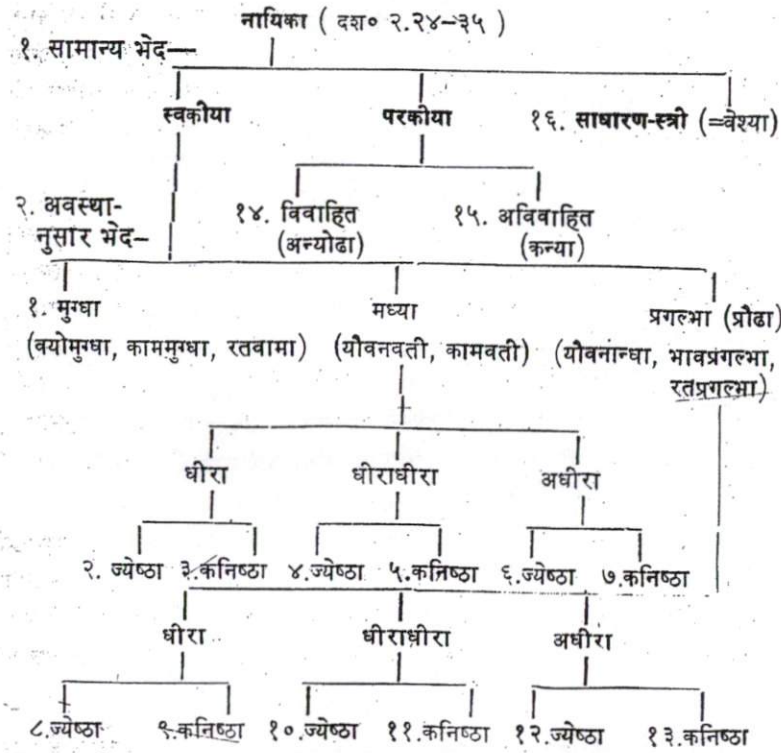 नायिका ( दश० २.२४–३५ )
१. सामान्य भेद—
स्वकीया परकीया १६. साधारण-स्त्री (=वेश्या)
२. अवस्था-
नुसार भेद–
१४. विवाहित १५. अविवाहित
(अन्योढा) (कन्या)
१. मुग्धा मध्या प्रगल्भा (प्रौढा)
(वयोमुग्धा, काममुग्धा, रतवामा) (यौवनवती, कामवती) (यौवनान्धा, भावप्रगल्भा,
रतप्रगल्भा)
धीरा धीराधीरा अधीरा
२. ज्येष्ठा ३.कनिष्ठा ४.ज्येष्ठा ५.कनिष्ठा ६.ज्येष्ठा ७.कनिष्ठा
धीरा धीराधीरा अधीरा
८.ज्येष्ठा ९.कनिष्ठा १०.ज्येष्ठा ११.कनिष्ठा १२.ज्येष्ठा १३.कनिष्ठा